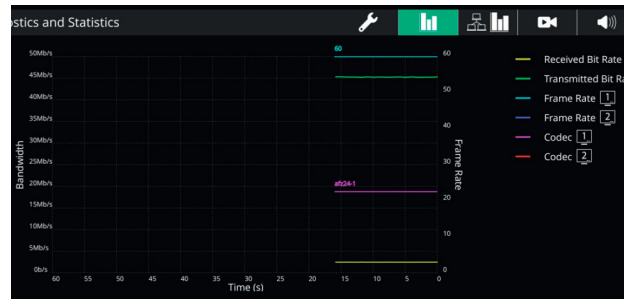 ostics and Statistics
50Mb/s
45Mb/s
40Mb/s
35Mb/s
30Mb/s
25Mb/s
20Mb/s
15Mb/s
10Mb/s
5Mb/s
0b/s
Bandwidth
60
afz24-1
60
50
40
30
20
10
0
Frame Rate
60 55 50 45 40 35 30 25 20 15 10 5 0
Time (s)
Received Bit Rate
Transmitted Bit Ra
Frame Rate 1
Frame Rate 2
Codec 1
Codec 2